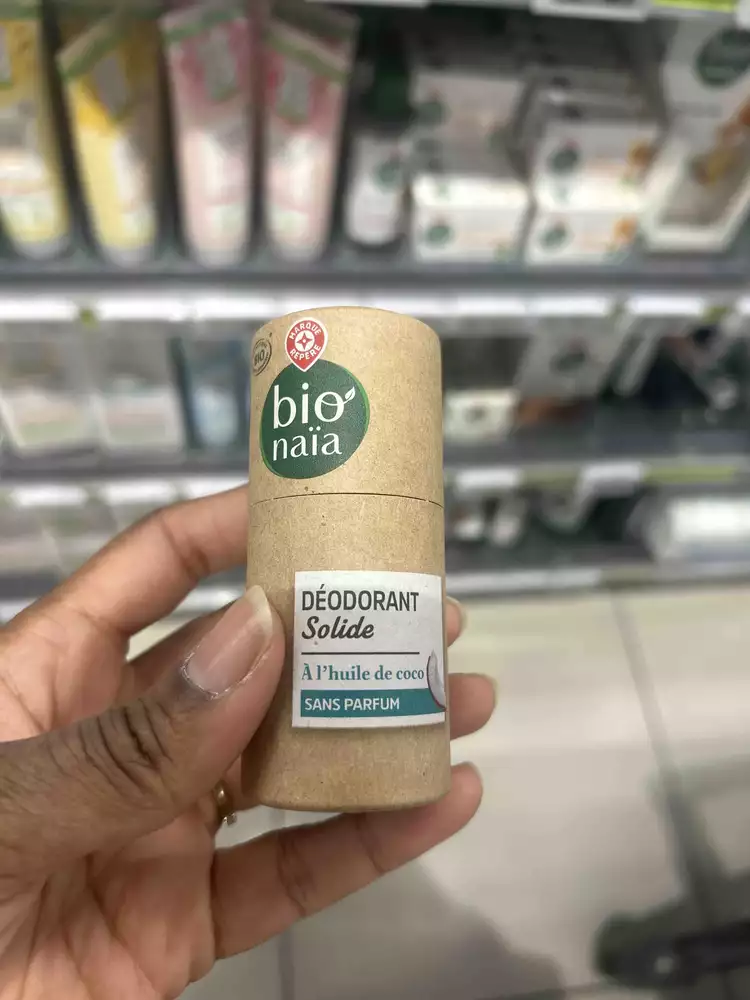 BIO
MARQUE
REPÈRE
bio
naïa
DÉODORANT
Solide
À l'huile de coco
SANS PARFUM